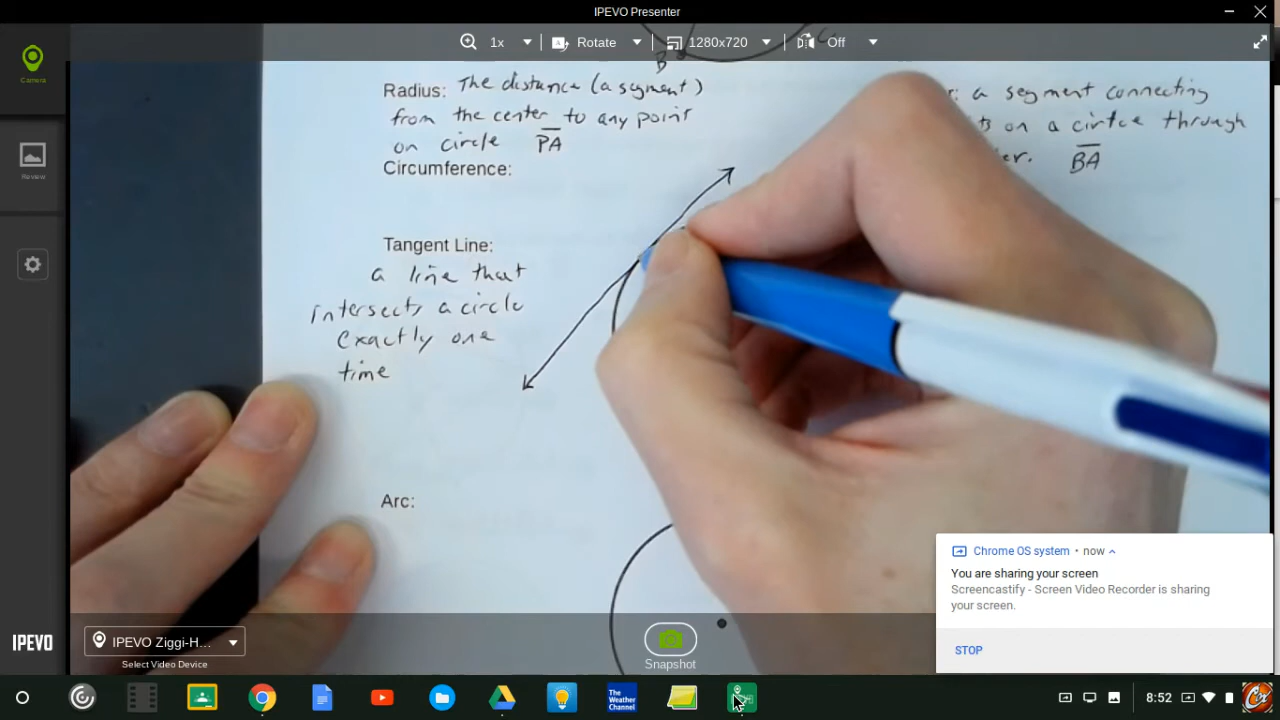 IPEVO Presenter
1x Rotate 1280x720 Off
Camera
Review
B
Radius: The distance (a segment)
from the center to any point
on circle PA
r: a segment connecting
on a
through
BA
Circumference:
Tangent Line:
a line that
intersects a circle
exactly one
time
Arc:
Chrome OS system • now
You are sharing your screen
Screencastify - Screen Video Recorder is sharing
your screen.
STOP
IPEVO
IPEVO Ziggi-H...
Select Video Device
Snapshot
The
Weather
Channel
8:52